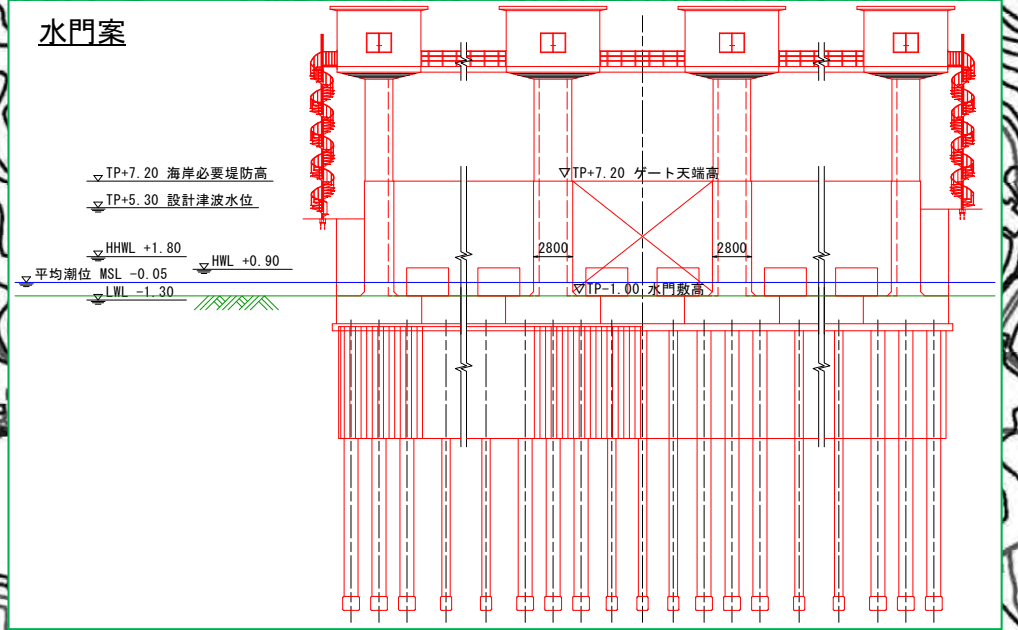 水門案
TP+7.20 海岸必要堤防高
TP+7.20 ゲート天端高
TP+5.30 設計津波水位
HHWL +1.80
2800
2800
HWL +0.90
平均潮位 MSL -0.05
LWL -1.30
TP-1.00 水門敷高